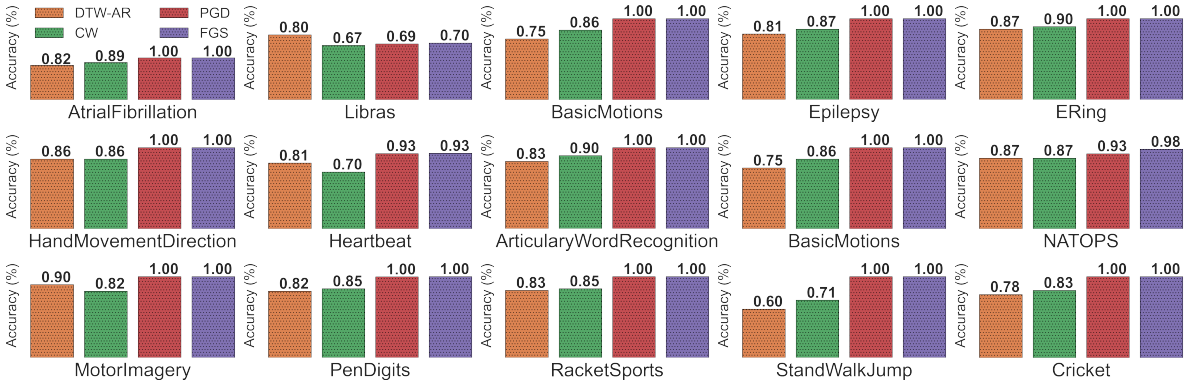 DTW-AR PGD
CW FGS
Accuracy (%)
0.82 0.89 1.00 1.00
AtrialFibrillation
Accuracy (%)
0.80 0.67 0.69 0.70
Libras
Accuracy (%)
0.75 0.86 1.00 1.00
BasicMotions
Accuracy (%)
0.81 0.87 1.00 1.00
Epilepsy
Accuracy (%)
0.87 0.90 1.00 1.00
ERing
Accuracy (%)
0.86 0.86 1.00 1.00
HandMovementDirection
Accuracy (%)
0.81 0.70 0.93 0.93
Heartbeat
Accuracy (%)
0.83 0.90 1.00 1.00
ArticularyWordRecognition
Accuracy (%)
0.75 0.86 1.00 1.00
BasicMotions
Accuracy (%)
0.87 0.87 0.93 0.98
NATOPS
Accuracy (%)
0.90 0.82 1.00 1.00
MotorImagery
Accuracy (%)
0.82 0.85 1.00 1.00
PenDigits
Accuracy (%)
0.83 0.85 1.00 1.00
RacketSports
Accuracy (%)
0.60 0.71 1.00 1.00
StandWalkJump
Accuracy (%)
0.78 0.83 1.00 1.00
Cricket